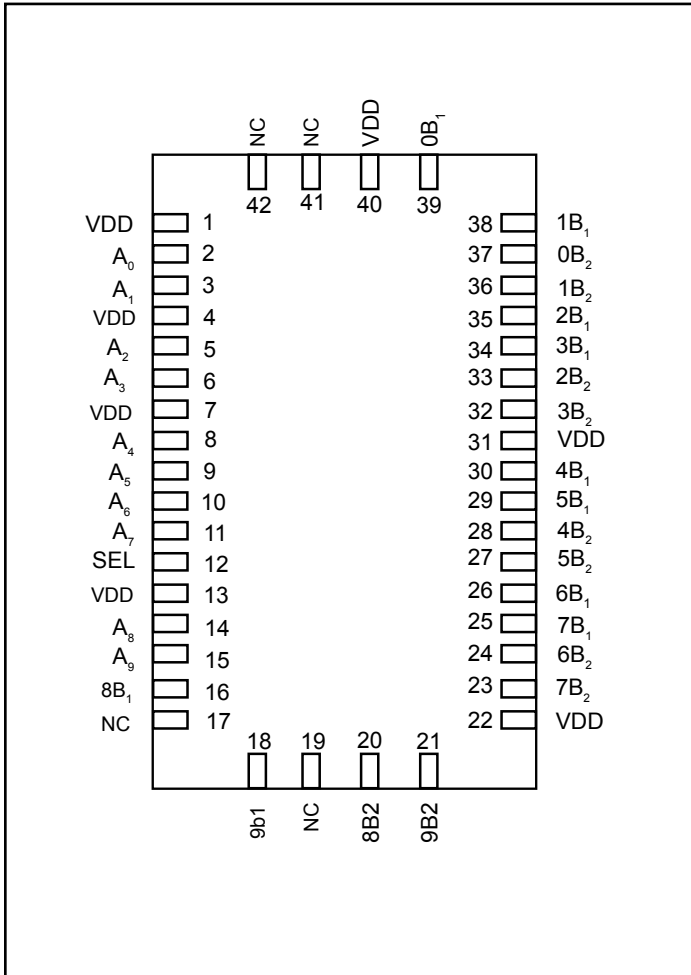 NC NC VDD 0B₁
42 41 40 39
VDD 1 38 1B₁
A₀ 2 37 0B₂
A₁ 3 36 1B₂
VDD 4 35 2B₁
A₂ 5 34 3B₁
A₃ 6 33 2B₂
VDD 7 32 3B₂
A₄ 8 31 VDD
A₅ 9 30 4B₁
A₆ 10 29 5B₁
A₇ 11 28 4B₂
SEL 12 27 5B₂
VDD 13 26 6B₁
A₈ 14 25 7B₁
A₉ 15 24 6B₂
8B₁ 16 23 7B₂
NC 17 22 VDD
18 19 20 21
9b1 NC 8B2 9B2